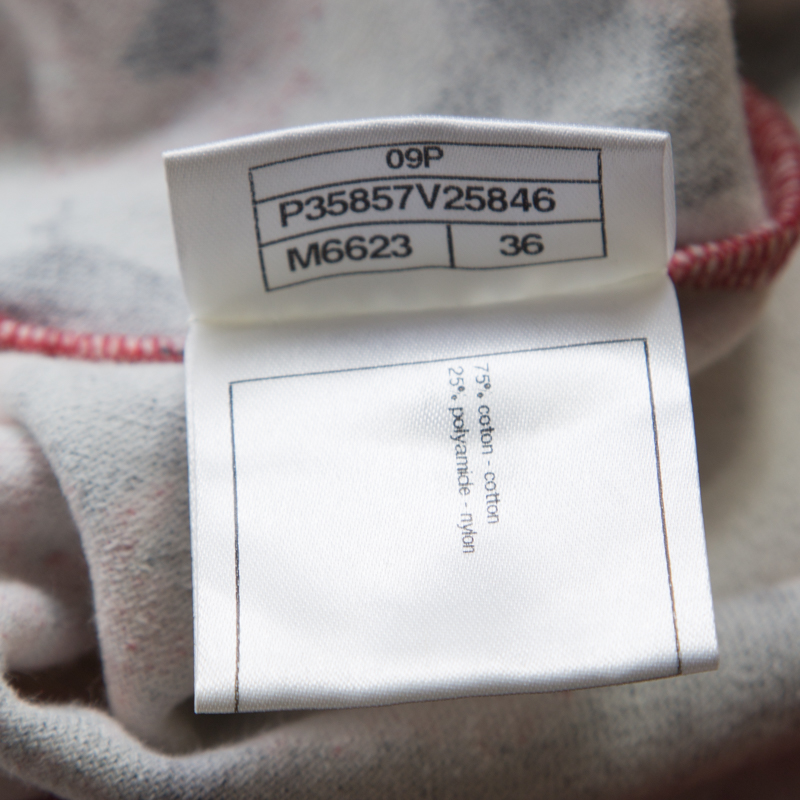 09P
P35857V25846
M6623 36
75% coton - cotton
25% polyamide - nylon